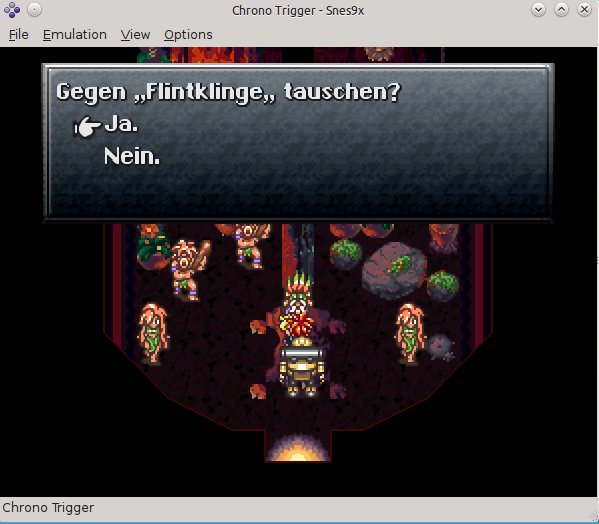 Chrono Trigger - Snes9x
File Emulation View Options
Gegen „Flintklinge„ tauschen?
Ja.
Nein.
Chrono Trigger